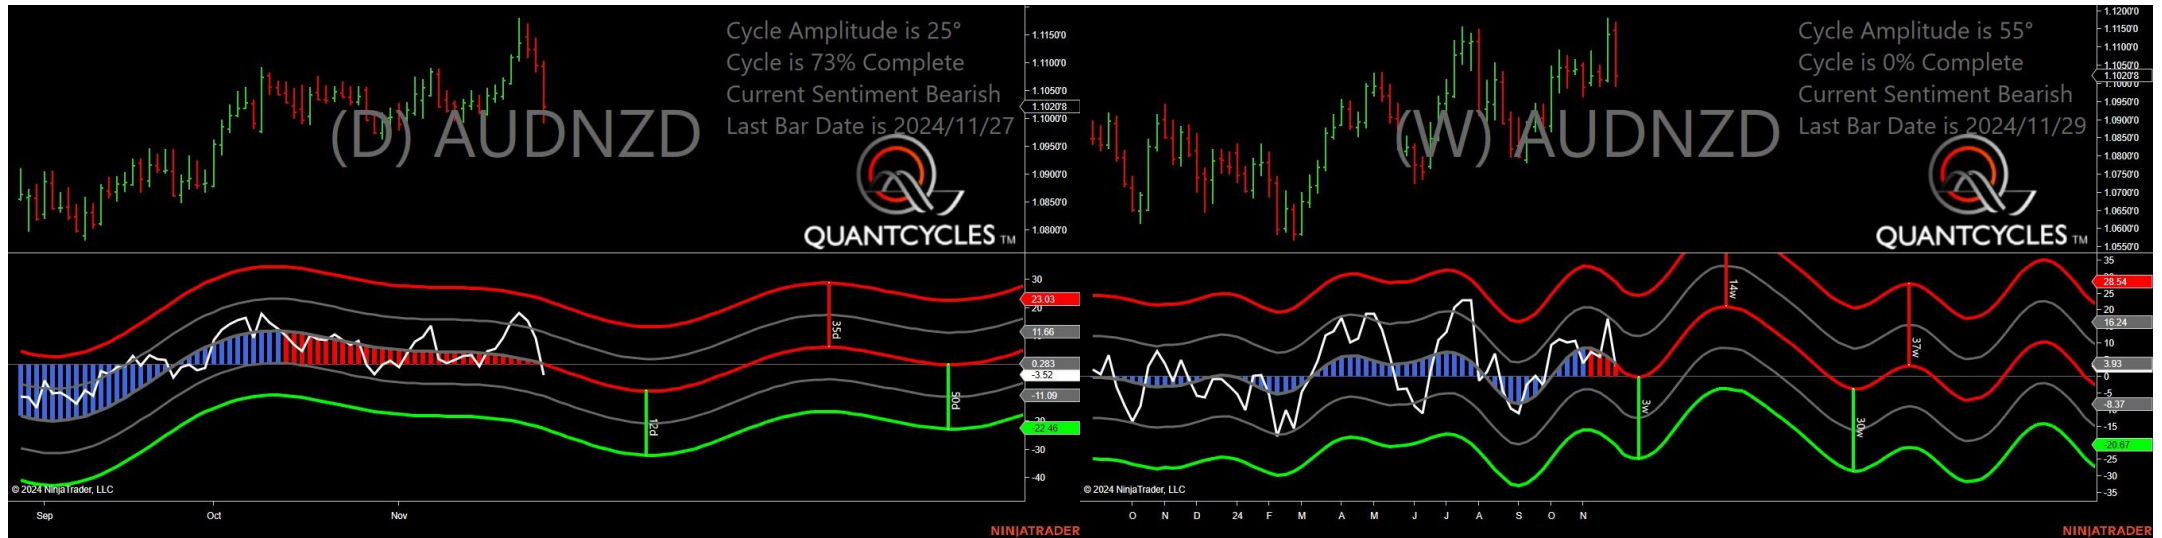 Cycle Amplitude is 25°
Cycle is 73% Complete
Current Sentiment Bearish
Last Bar Date is 2024/11/27
(D) AUDNZD
QUANTCYCLES TM
1.1150'0
1.1100'0
1.1050'0
1.1020'8
1.1000'0
1.0950'0
1.0900'0
1.0850'0
1.0800'0
30
23.03
20
11.66
0.283
-3.52
-11.09
-22.46
-30
-40
35d
12d
50d
© 2024 NinjaTrader, LLC
Sep Oct Nov
NINJATRADER
Cycle Amplitude is 55°
Cycle is 0% Complete
Current Sentiment Bearish
Last Bar Date is 2024/11/29
(W) AUDNZD
QUANTCYCLES TM
1.1200'0
1.1150'0
1.1100'0
1.1050'0
1.1020'8
1.1000'0
1.0950'0
1.0900'0
1.0850'0
1.0800'0
1.0750'0
1.0700'0
1.0650'0
1.0600'0
1.0550'0
35
28.54
25
20
16.24
10
5
3.93
0
-5
-8.37
-15
-20.67
-25
-30
-35
14w
37w
3w
30w
© 2024 NinjaTrader, LLC
O N D 24 F M A M J J A S O N
NINJATRADER